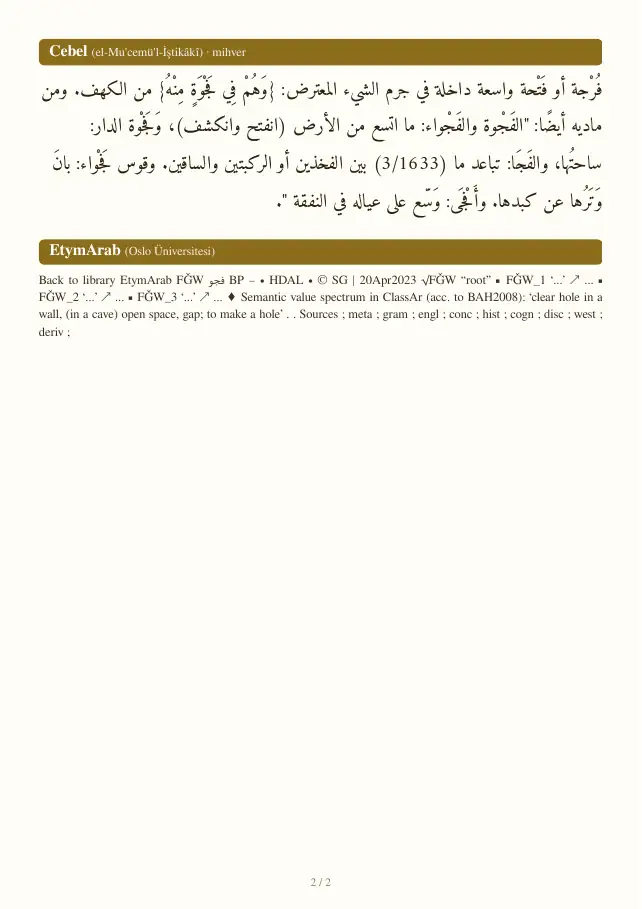 Cebel (el-Mu'cemü'l-İştikâkî) · mihver
فُرْجة أو فَتْحة واسعة داخلة في جرم الشيء المعترض: {وَهُمْ فِي فَجْوَةٍ مِنْهُ} من الكهف. ومن
ماديه أيضًا: "الفَجْوة والفَجْواء: ما اتسع من الأرض (انفتح وانكشف)، وَفَجْوة الدار:
ساحتُها، والفَجَا: تباعد ما (3/1633) بين الفخذين أو الركبتين والساقين. وقوس فَجْواء: بانَ
وَتَرُها عن كبدها. وأَفْجَى: وَسّع على عياله في النفقة ".
EtymArab (Oslo Üniversitesi)
Back to library EtymArab FǦW فجو BP – • HDAL • © SG | 20Apr2023 √FǦW “root” ▪ FǦW_1 ‘...’ ↗ ... ▪
FǦW_2 ‘...’ ↗ ... ▪ FǦW_3 ‘...’ ↗ ... ♦ Semantic value spectrum in ClassAr (acc. to BAH2008): ‘clear hole in a
wall, (in a cave) open space, gap; to make a hole’ . . Sources ; meta ; gram ; engl ; conc ; hist ; cogn ; disc ; west ;
deriv ;
2 / 2